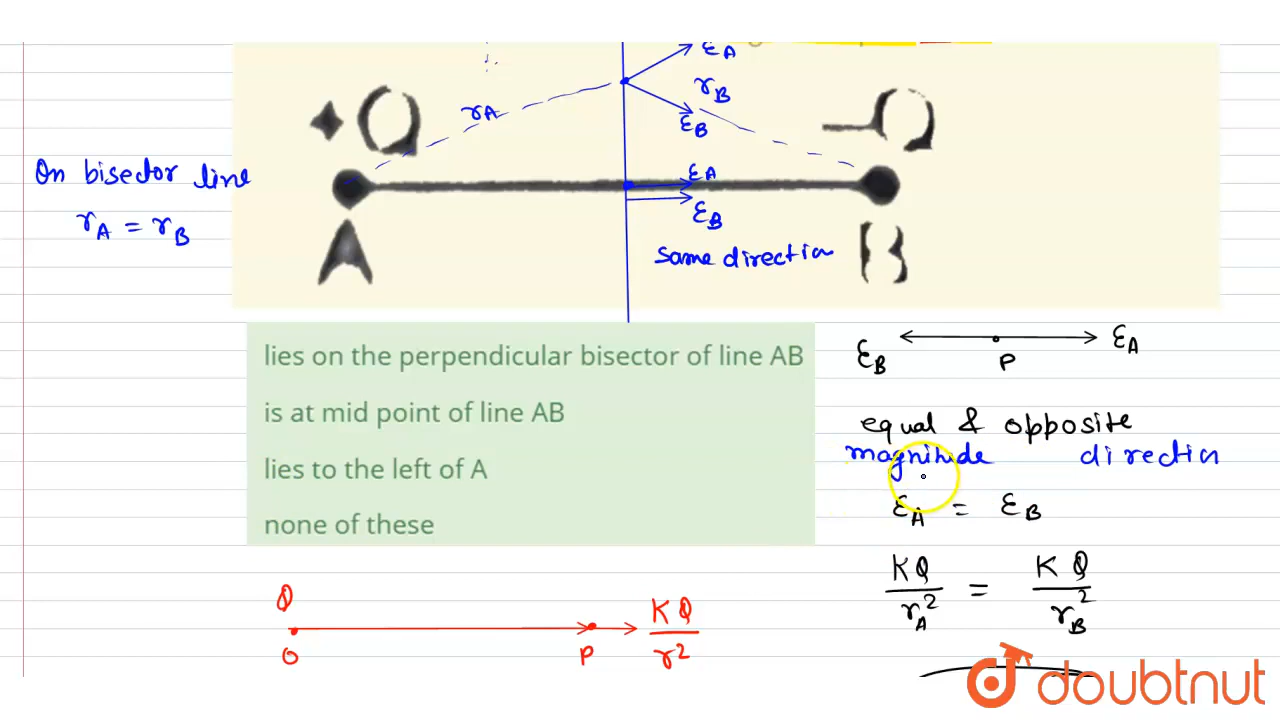 εA
rA
rB
+Q
-Q
εB
On bisector line
rA = rB
εA
εB
A
B
same direction
lies on the perpendicular bisector of line AB
is at mid point of line AB
lies to the left of A
none of these
εB
P
εA
equal & opposite
magnitude direction
εA = εB
KQ/rA² = KQ/rB²
Q
O
P
KQ/r²
doubtnut